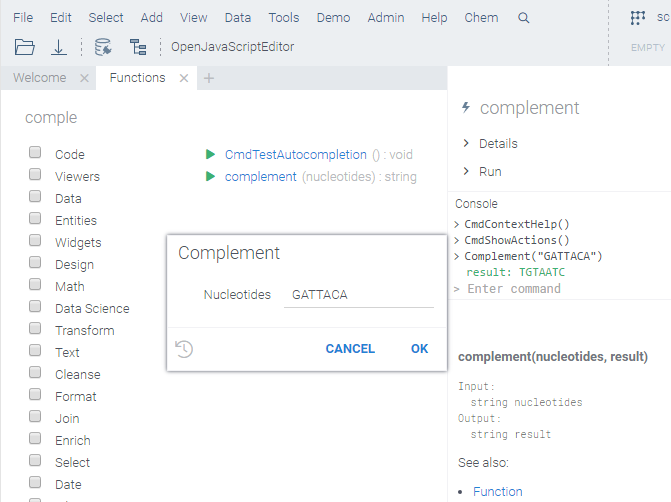 File Edit Select Add View Data Tools Demo Admin Help Chem
OpenJavaScriptEditor
EMPTY
Welcome Functions
comple
Code
Viewers
Data
Entities
Widgets
Design
Math
Data Science
Transform
Text
Cleanse
Format
Join
Enrich
Select
Date
CmdTestAutocompletion () : void
complement (nucleotides) : string
Complement
Nucleotides GATTACA
CANCEL OK
complement
Details
Run
Console
> CmdContextHelp()
> CmdShowActions()
> Complement("GATTACA")
result: TGTAATC
> Enter command
complement(nucleotides, result)
Input:
string nucleotides
Output:
string result
See also:
• Function